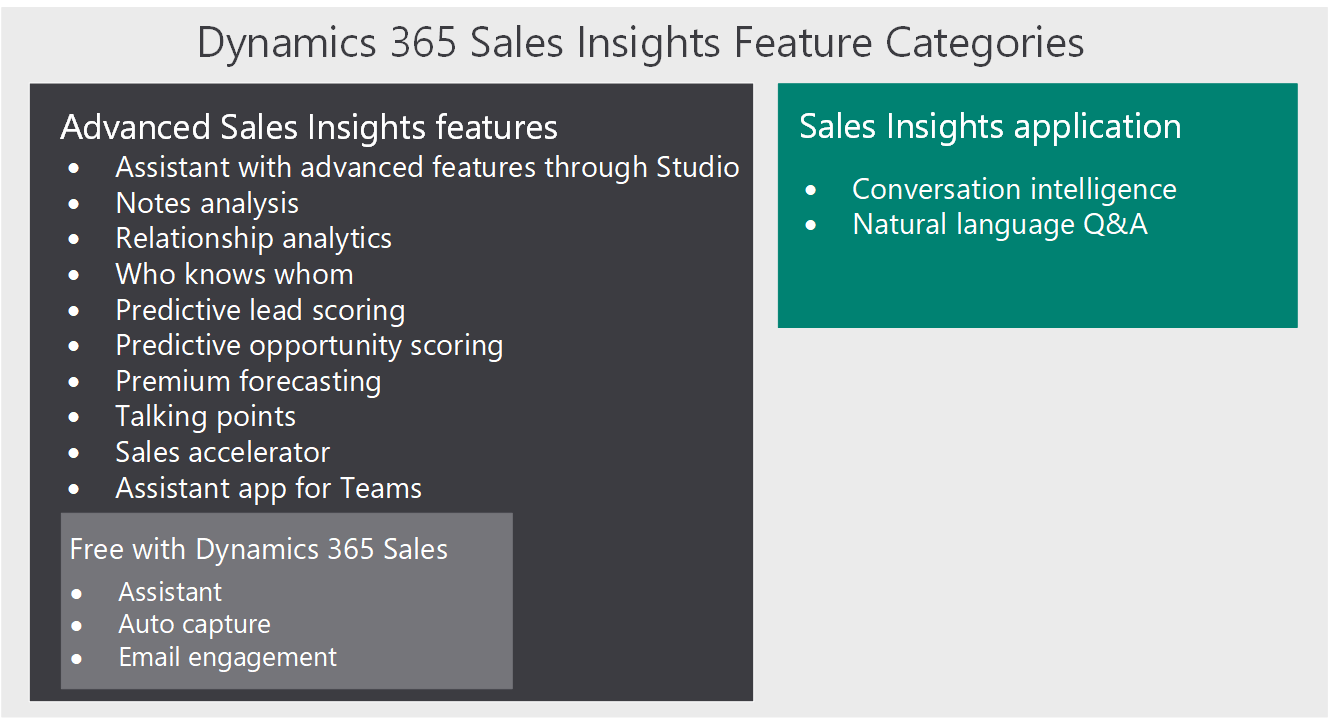 Dynamics 365 Sales Insights Feature Categories
Advanced Sales Insights features
• Assistant with advanced features through Studio
• Notes analysis
• Relationship analytics
• Who knows whom
• Predictive lead scoring
• Predictive opportunity scoring
• Premium forecasting
• Talking points
• Sales accelerator
• Assistant app for Teams
Free with Dynamics 365 Sales
• Assistant
• Auto capture
• Email engagement
Sales Insights application
• Conversation intelligence
• Natural language Q&A